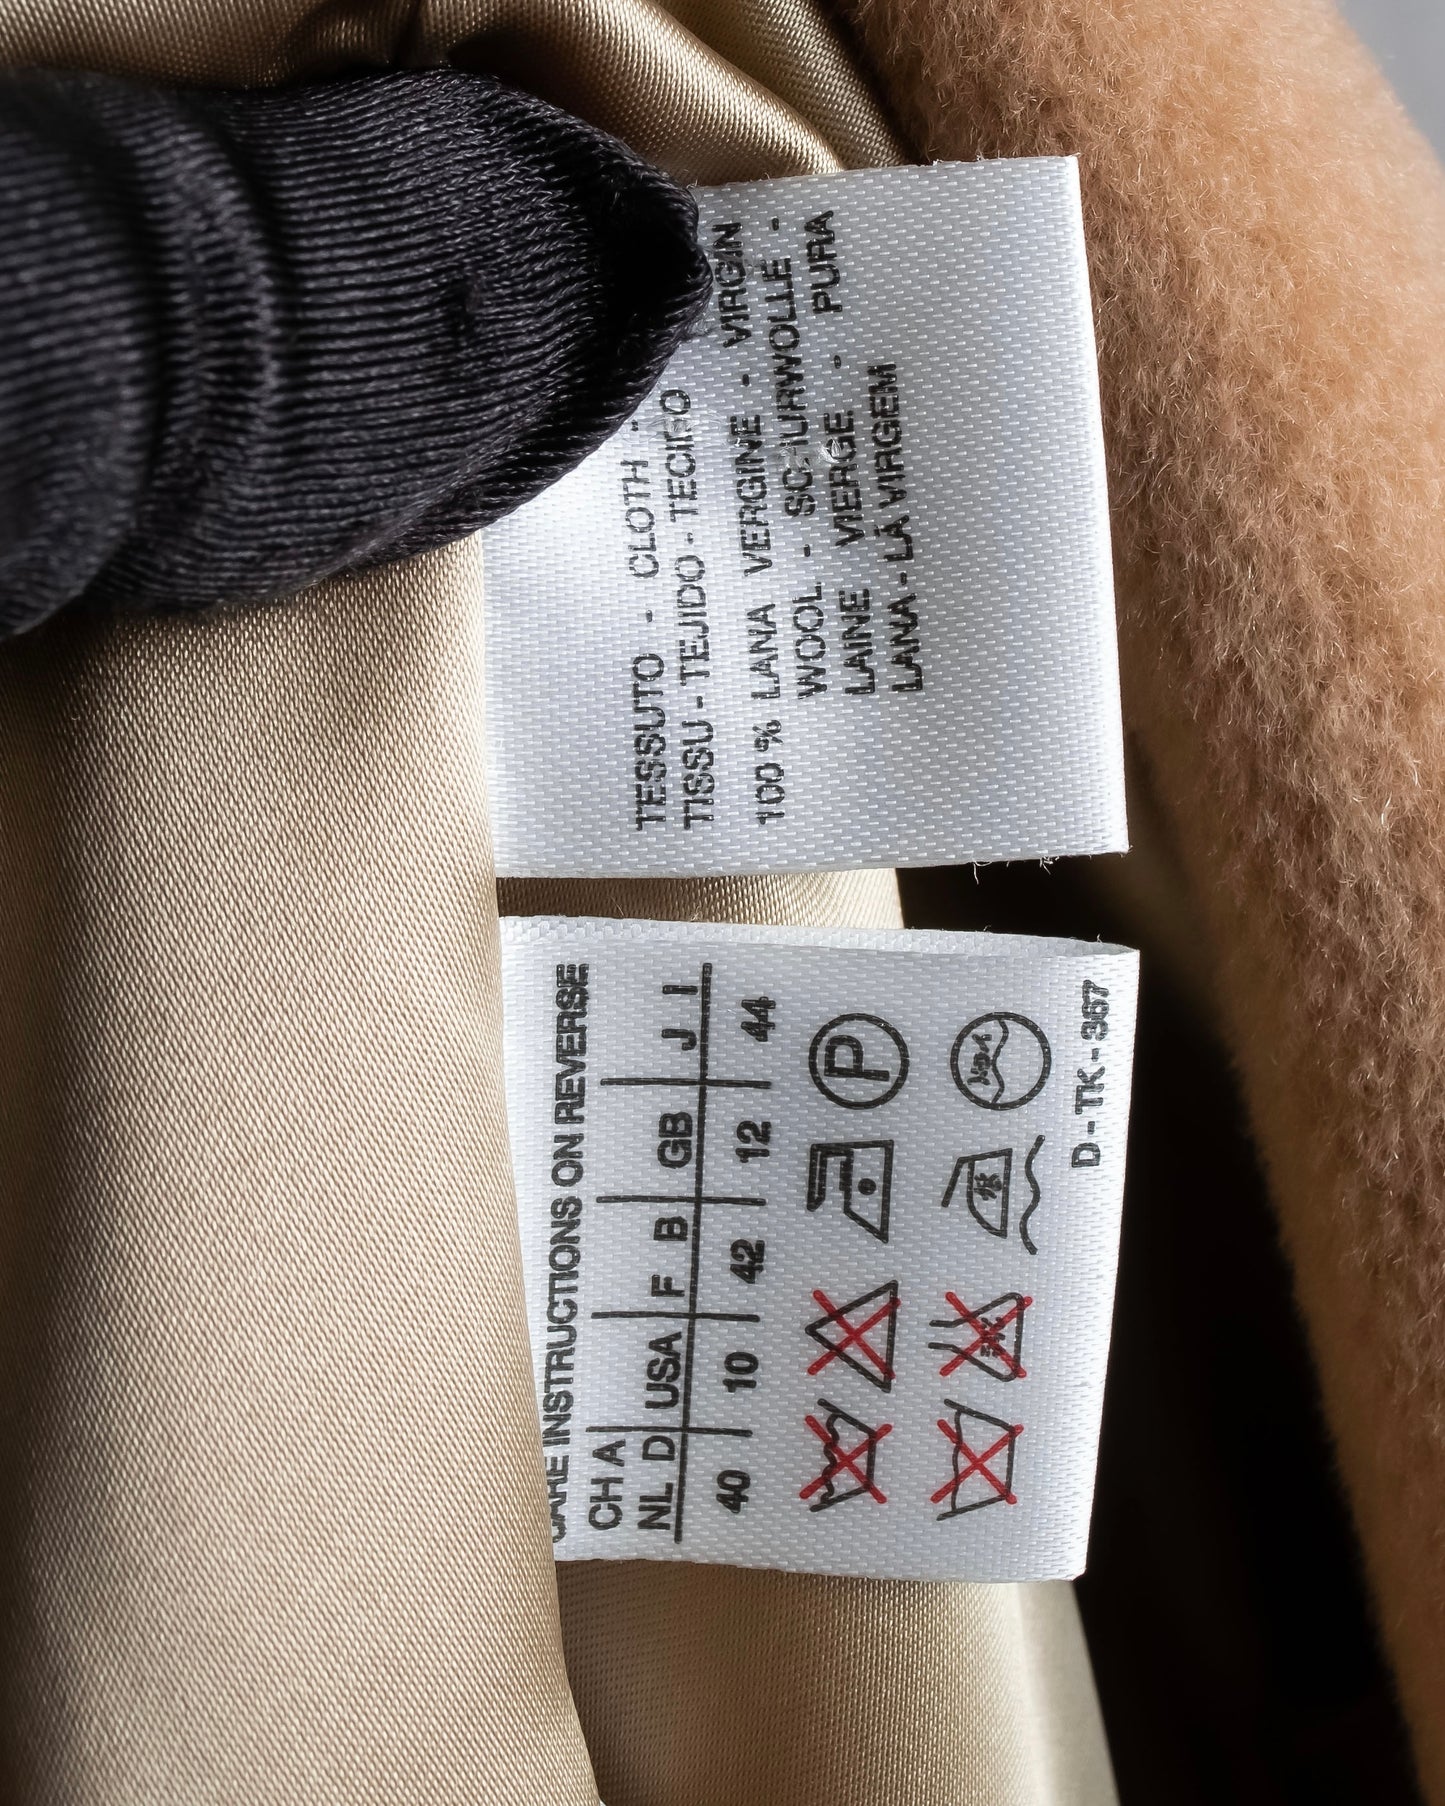 TESSUTO - CLOTH -
TISSU - TEJIDO - TECIDO
100 % LANA VERGINE - VIRGIN
WOOL - SCHURWOLLE -
LAINE VIERGE - PURA
LANA - LÁ VIRGEM
CARE INSTRUCTIONS ON REVERSE
CH A
NL D USA F B GB J I
40 10 42 12 44
P
D - TK - 367